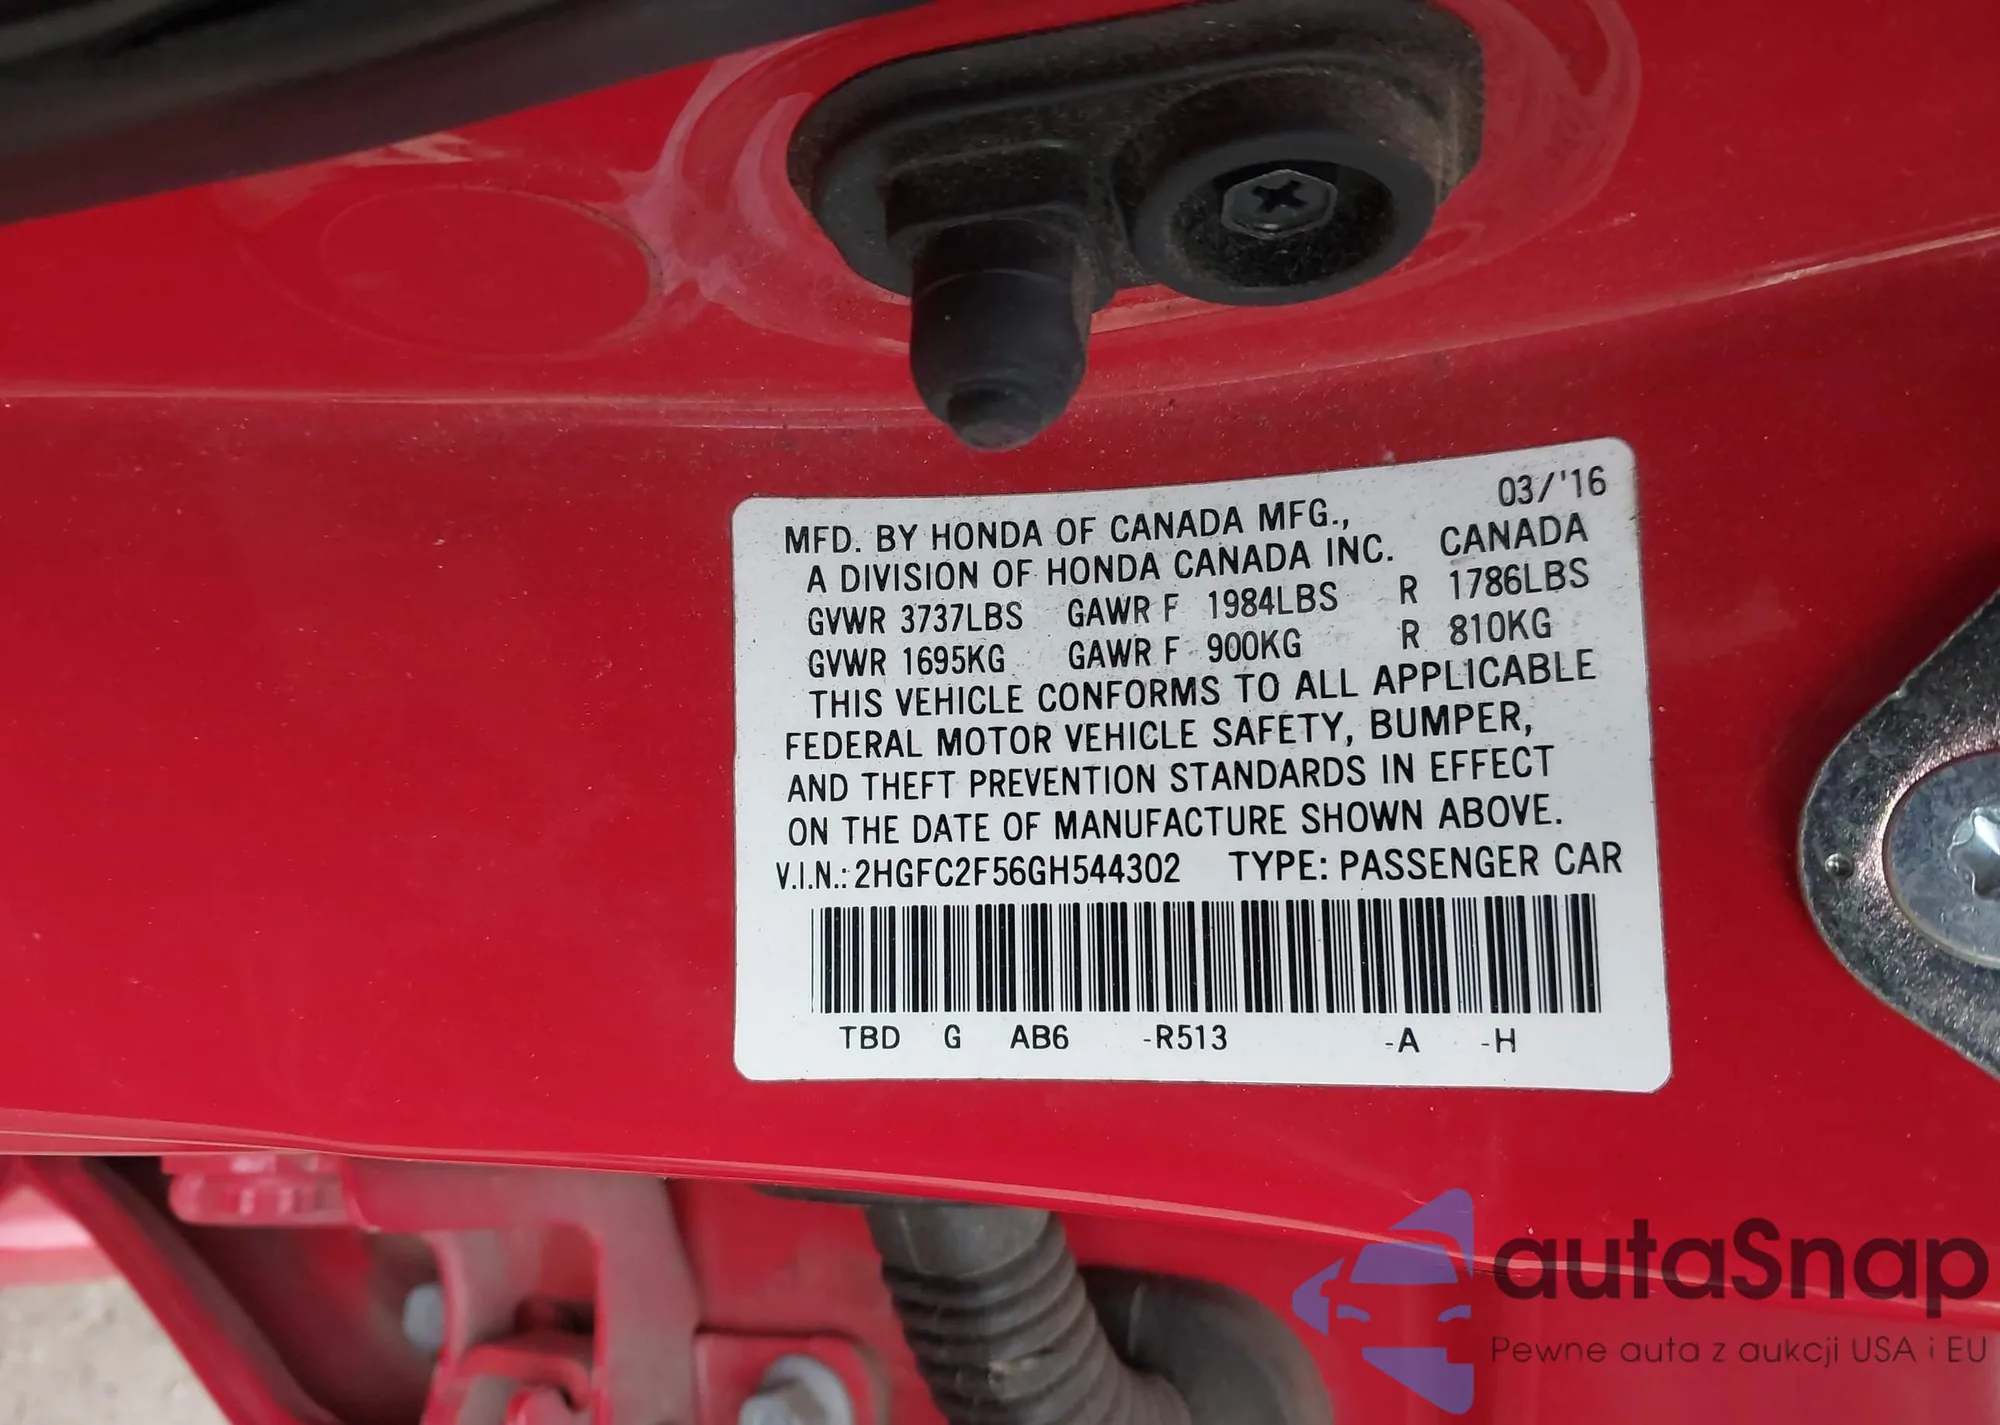 03/'16
MFD. BY HONDA OF CANADA MFG.,
A DIVISION OF HONDA CANADA INC. CANADA
GVWR 3737LBS GAWR F 1984LBS R 1786LBS
GVWR 1695KG GAWR F 900KG R 810KG
THIS VEHICLE CONFORMS TO ALL APPLICABLE
FEDERAL MOTOR VEHICLE SAFETY, BUMPER,
AND THEFT PREVENTION STANDARDS IN EFFECT
ON THE DATE OF MANUFACTURE SHOWN ABOVE.
V.I.N.: 2HGFC2F56GH544302 TYPE: PASSENGER CAR
TBD G AB6 -R513 -A -H
autaSnap
Pewne auta z aukcji USA i EU